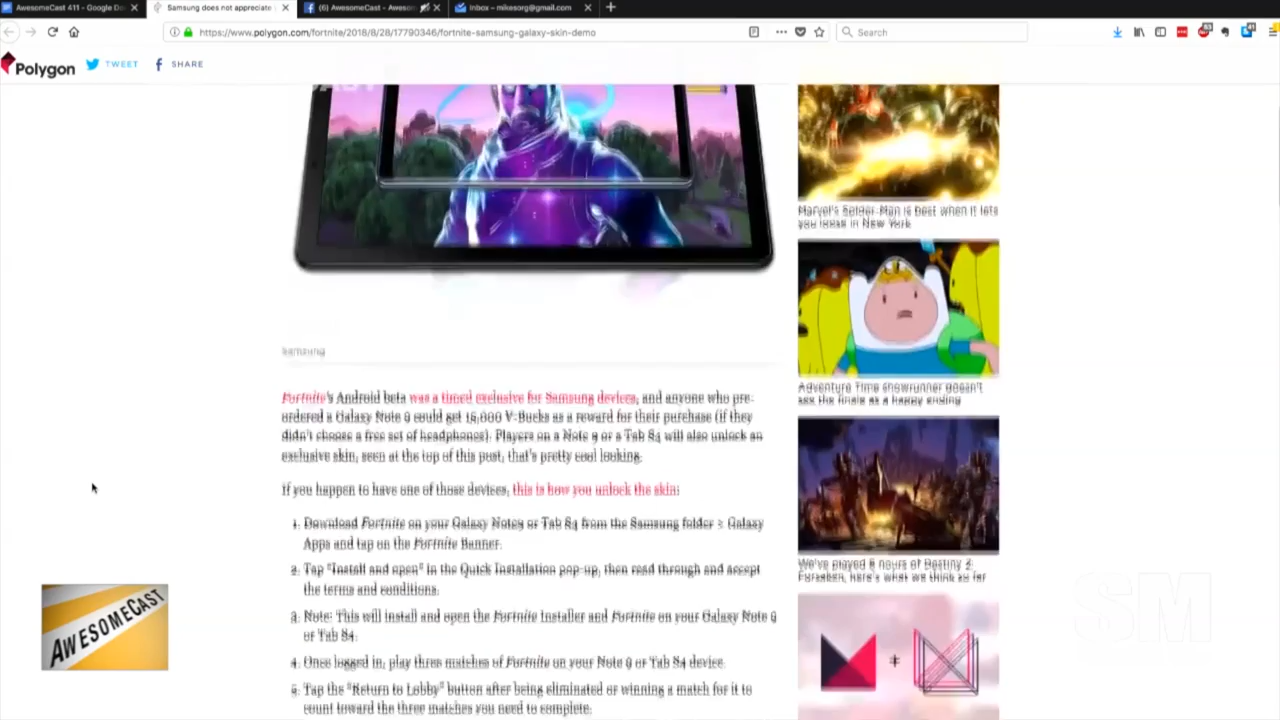 AwesomeCast 411 - Google Do
Samsung does not appreciate
AwesomeCast - Aweso
Inbox – mikesorg@gmail.com
https://www.polygon.com/fortnite/2018/8/28/17790346/fortnite-samsung-galaxy-skin-demo
Search
Polygon
TWEET
SHARE
Samsung
Fortnite's Android beta was a timed exclusive for Samsung devices, and anyone who pre-
ordered a Galaxy Note 9 could get 15,000 V-Bucks as a reward for their purchase (if they
didn't choose a free set of headphones). Players on a Note 9 or a Tab S4 will also unlock an
exclusive skin, seen at the top of this post, that's pretty cool looking.
If you happen to have one of those devices, this is how you unlock the skin:
1. Download Fortnite on your Galaxy Note9 or Tab S4 from the Samsung folder > Galaxy
Apps and tap on the Fortnite Banner.
2. Tap "Install and open" in the Quick Installation pop-up, then read through and accept
the terms and conditions.
3. Note: This will install and open the Fortnite Installer and Fortnite on your Galaxy Note 9
or Tab S4.
4. Once logged in, play three matches of Fortnite on your Note 9 or Tab S4 device.
5. Tap the "Return to Lobby" button after being eliminated or winning a match for it to
count toward the three matches you need to complete.
Marvel's Spider-Man is best when it lets
you loose in New York
Adventure Time showrunner doesn't
see the finale as a happy ending
We've played 8 hours of Destiny 2:
Forsaken, here's what we think so far
AWESOMECAST
SM